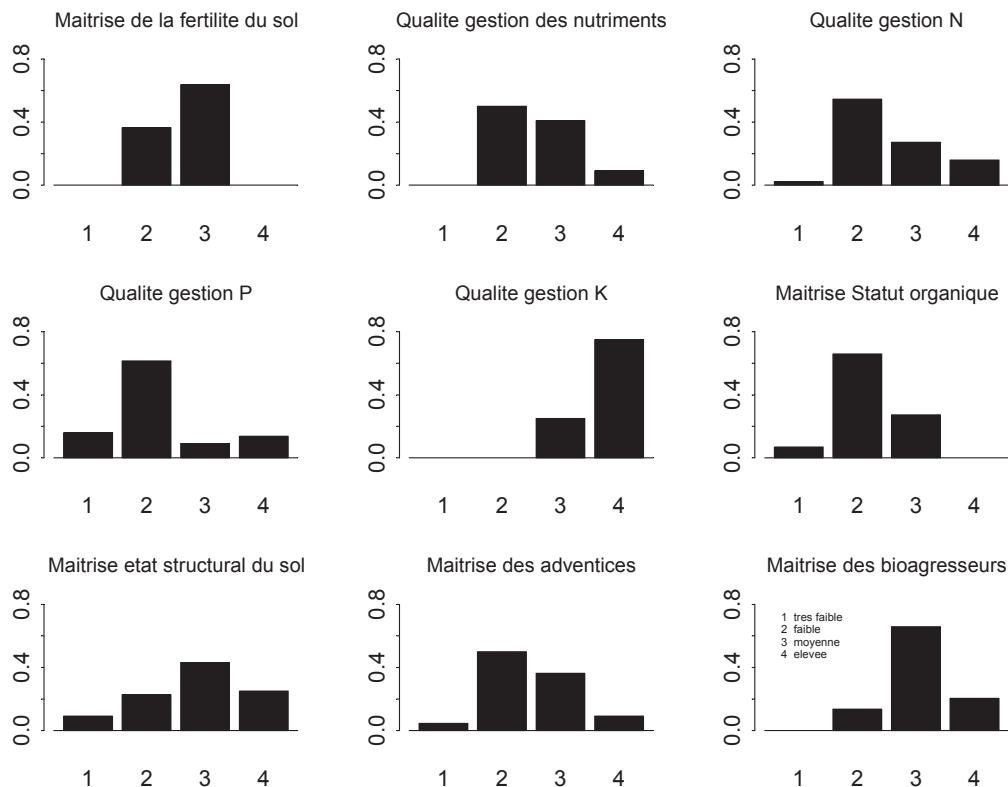 Maitrise de la fertilite du sol
0.8
0.4
0.0
1 2 3 4
Qualite gestion des nutriments
0.8
0.4
0.0
1 2 3 4
Qualite gestion N
0.8
0.4
0.0
1 2 3 4
Qualite gestion P
0.8
0.4
0.0
1 2 3 4
Qualite gestion K
0.8
0.4
0.0
1 2 3 4
Maitrise Statut organique
0.8
0.4
0.0
1 2 3 4
Maitrise etat structural du sol
0.8
0.4
0.0
1 2 3 4
Maitrise des adventices
0.8
0.4
0.0
1 2 3 4
Maitrise des bioagresseurs
0.8
0.4
0.0
1 tres faible
2 faible
3 moyenne
4 elevee
1 2 3 4